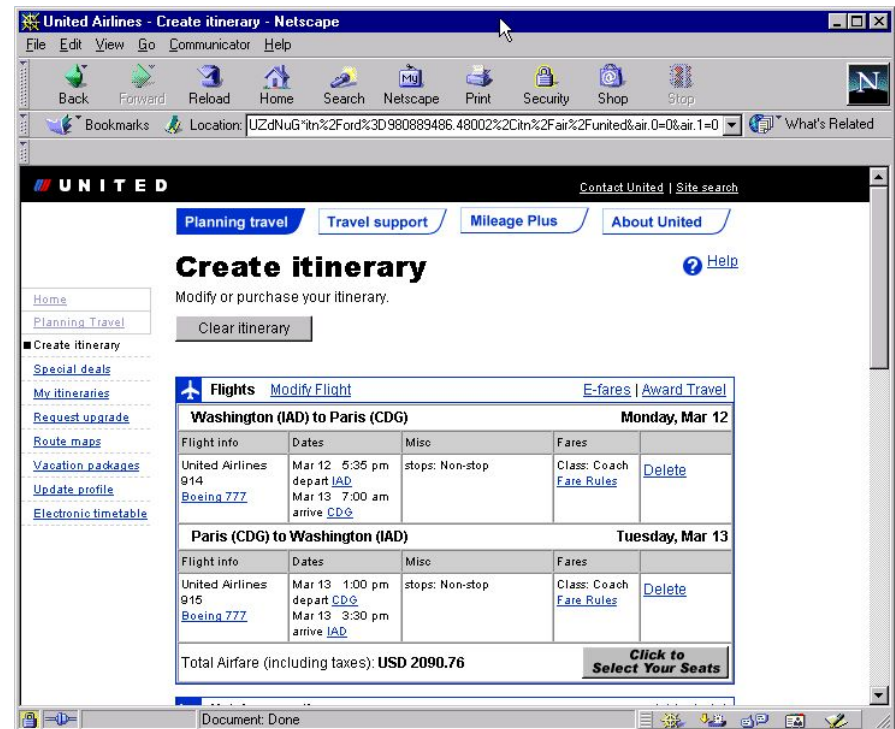 United Airlines - Create itinerary - Netscape
File Edit View Go Communicator Help
Back Forward Reload Home Search Netscape Print Security Shop Stop
My
N
Bookmarks Location: UZdNuG*itn%2Ford%3D980889486.48002%2Citn%2Fair%2Funited&air.0=0&air.1=0 What's Related
UNITED Contact United | Site search
Planning travel Travel support Mileage Plus About United
Create itinerary ? Help
Modify or purchase your itinerary.
Clear itinerary
Home
Planning Travel
Create itinerary
Special deals
My itineraries
Request upgrade
Route maps
Vacation packages
Update profile
Electronic timetable
Flights Modify Flight E-fares | Award Travel
Washington (IAD) to Paris (CDG) Monday, Mar 12
Flight info Dates Misc Fares
United Airlines Mar 12 5:35 pm stops: Non-stop Class: Coach Delete
914 depart IAD Fare Rules
Boeing 777 Mar 13 7:00 am
arrive CDG
Paris (CDG) to Washington (IAD) Tuesday, Mar 13
Flight info Dates Misc Fares
United Airlines Mar 13 1:00 pm stops: Non-stop Class: Coach Delete
915 depart CDG Fare Rules
Boeing 777 Mar 13 3:30 pm
arrive IAD
Total Airfare (including taxes): USD 2090.76 Click to
Select Your Seats
Document: Done